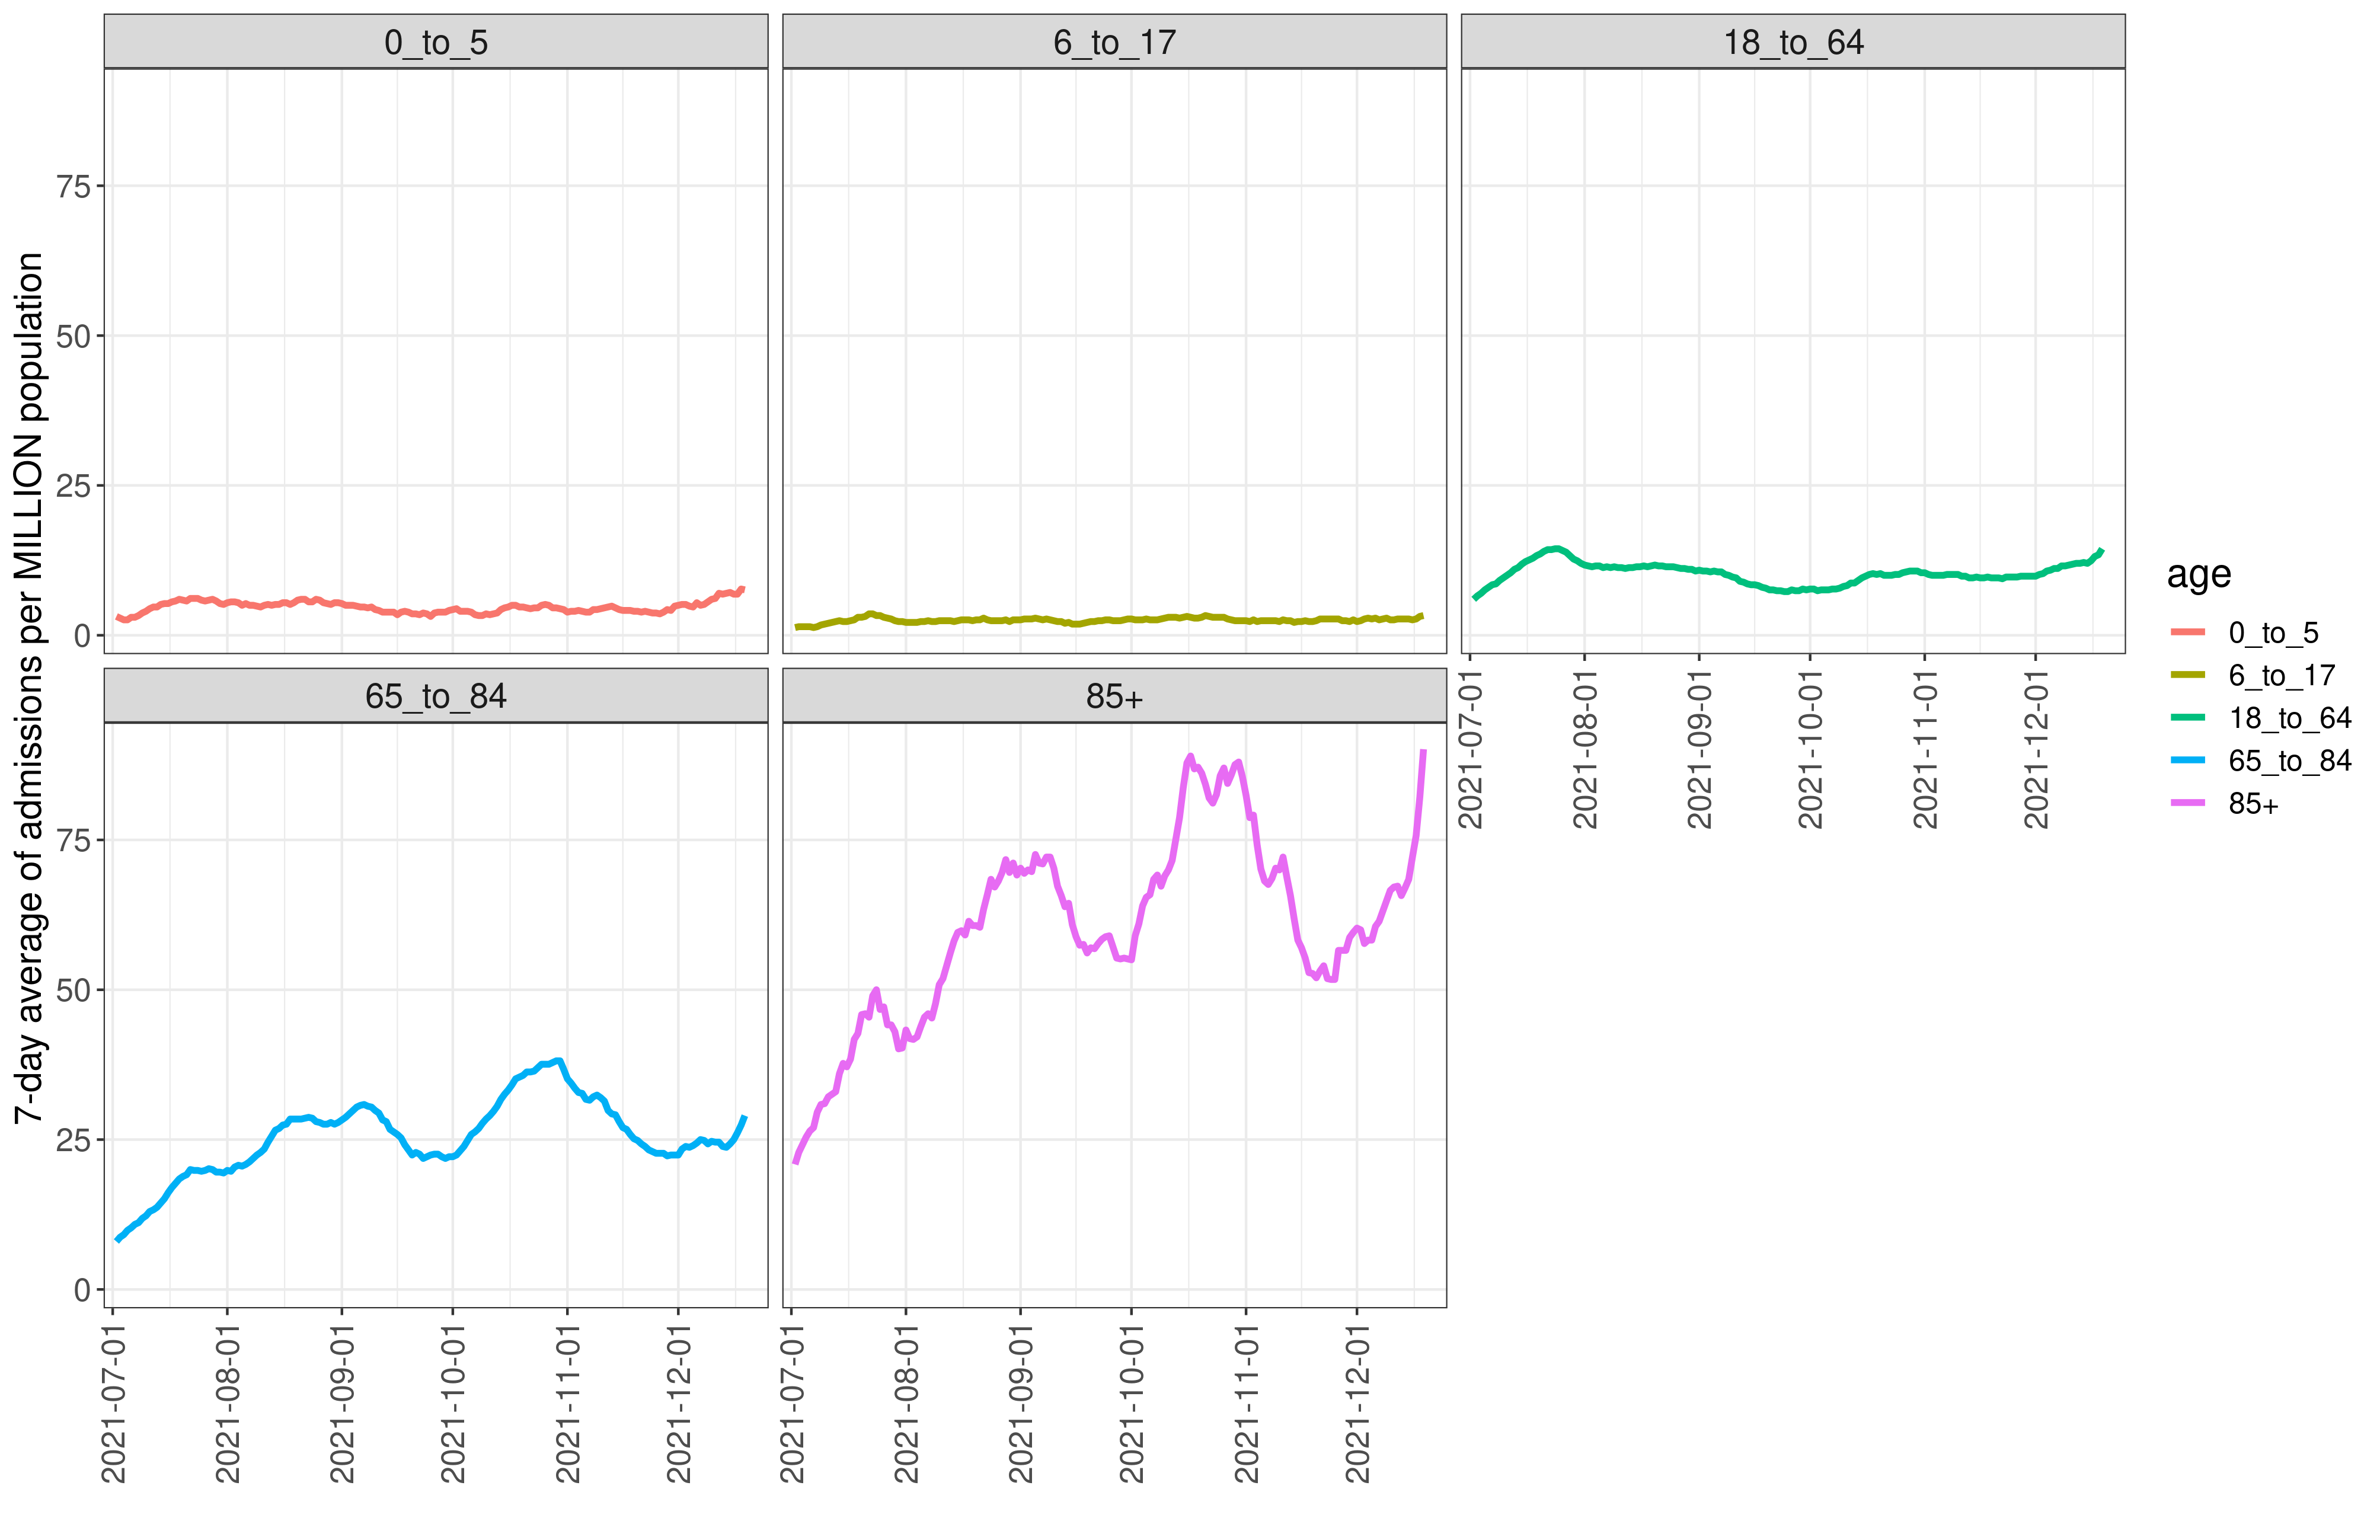 7-day average of admissions per MILLION population
0_to_5
6_to_17
18_to_64
75
50
25
0
2021-07-01
2021-08-01
2021-09-01
2021-10-01
2021-11-01
2021-12-01
65_to_84
85+
75
50
25
0
2021-07-01
2021-08-01
2021-09-01
2021-10-01
2021-11-01
2021-12-01
2021-07-01
2021-08-01
2021-09-01
2021-10-01
2021-11-01
2021-12-01
age
0_to_5
6_to_17
18_to_64
65_to_84
85+